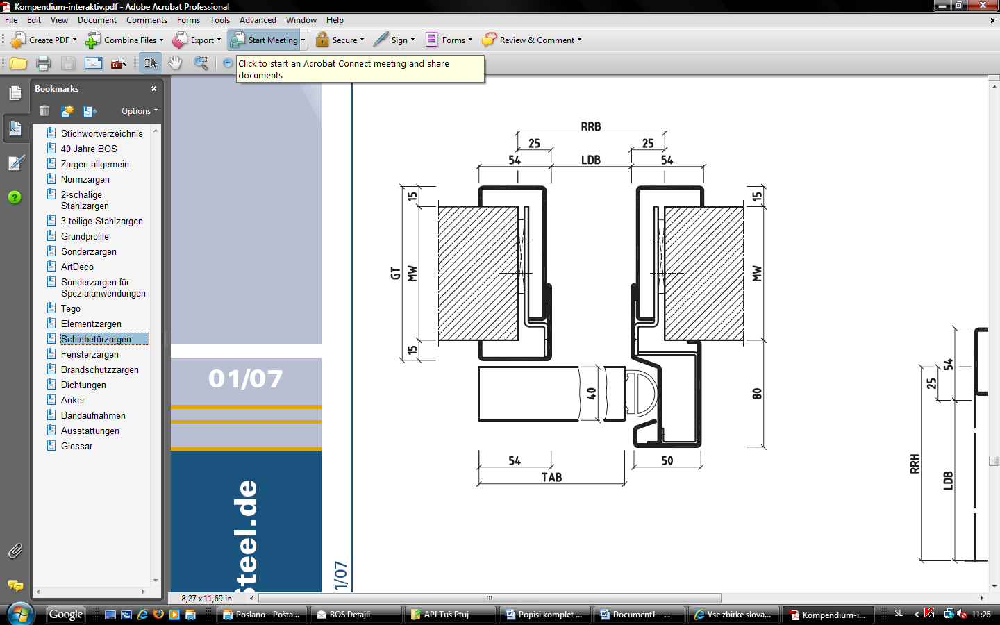 Kompendium-interaktiv.pdf - Adobe Acrobat Professional
File Edit View Document Comments Forms Tools Advanced Window Help
Create PDF Combine Files Export Start Meeting Secure Sign Forms Review & Comment
Click to start an Acrobat Connect meeting and share
documents
Bookmarks
Options
Stichwortverzeichnis
40 Jahre BOS
Zargen allgemein
Normzargen
2-schalige
Stahlzargen
3-teilige Stahlzargen
Grundprofile
Sonderzargen
ArtDeco
Sonderzargen für
Spezialanwendungen
Tego
Elementzargen
Schiebetürzargen
Fensterzargen
Brandschutzzargen
Dichtungen
Anker
Bandaufnahmen
Ausstattungen
Glossar
01/07
Steel.de
1/07
RRB
25 25
54 LDB 54
15 15
GT MW MW
15
40 80
54 50
TAB
54
25
RRH
LDB
8,27 x 11,69 in
Google Poslano - Pošta... BOS Detajli API Tuš Ptuj Popisi komplet ... Document1 - ... Vse zbirke slova... Kompendium-i... SL 11:26